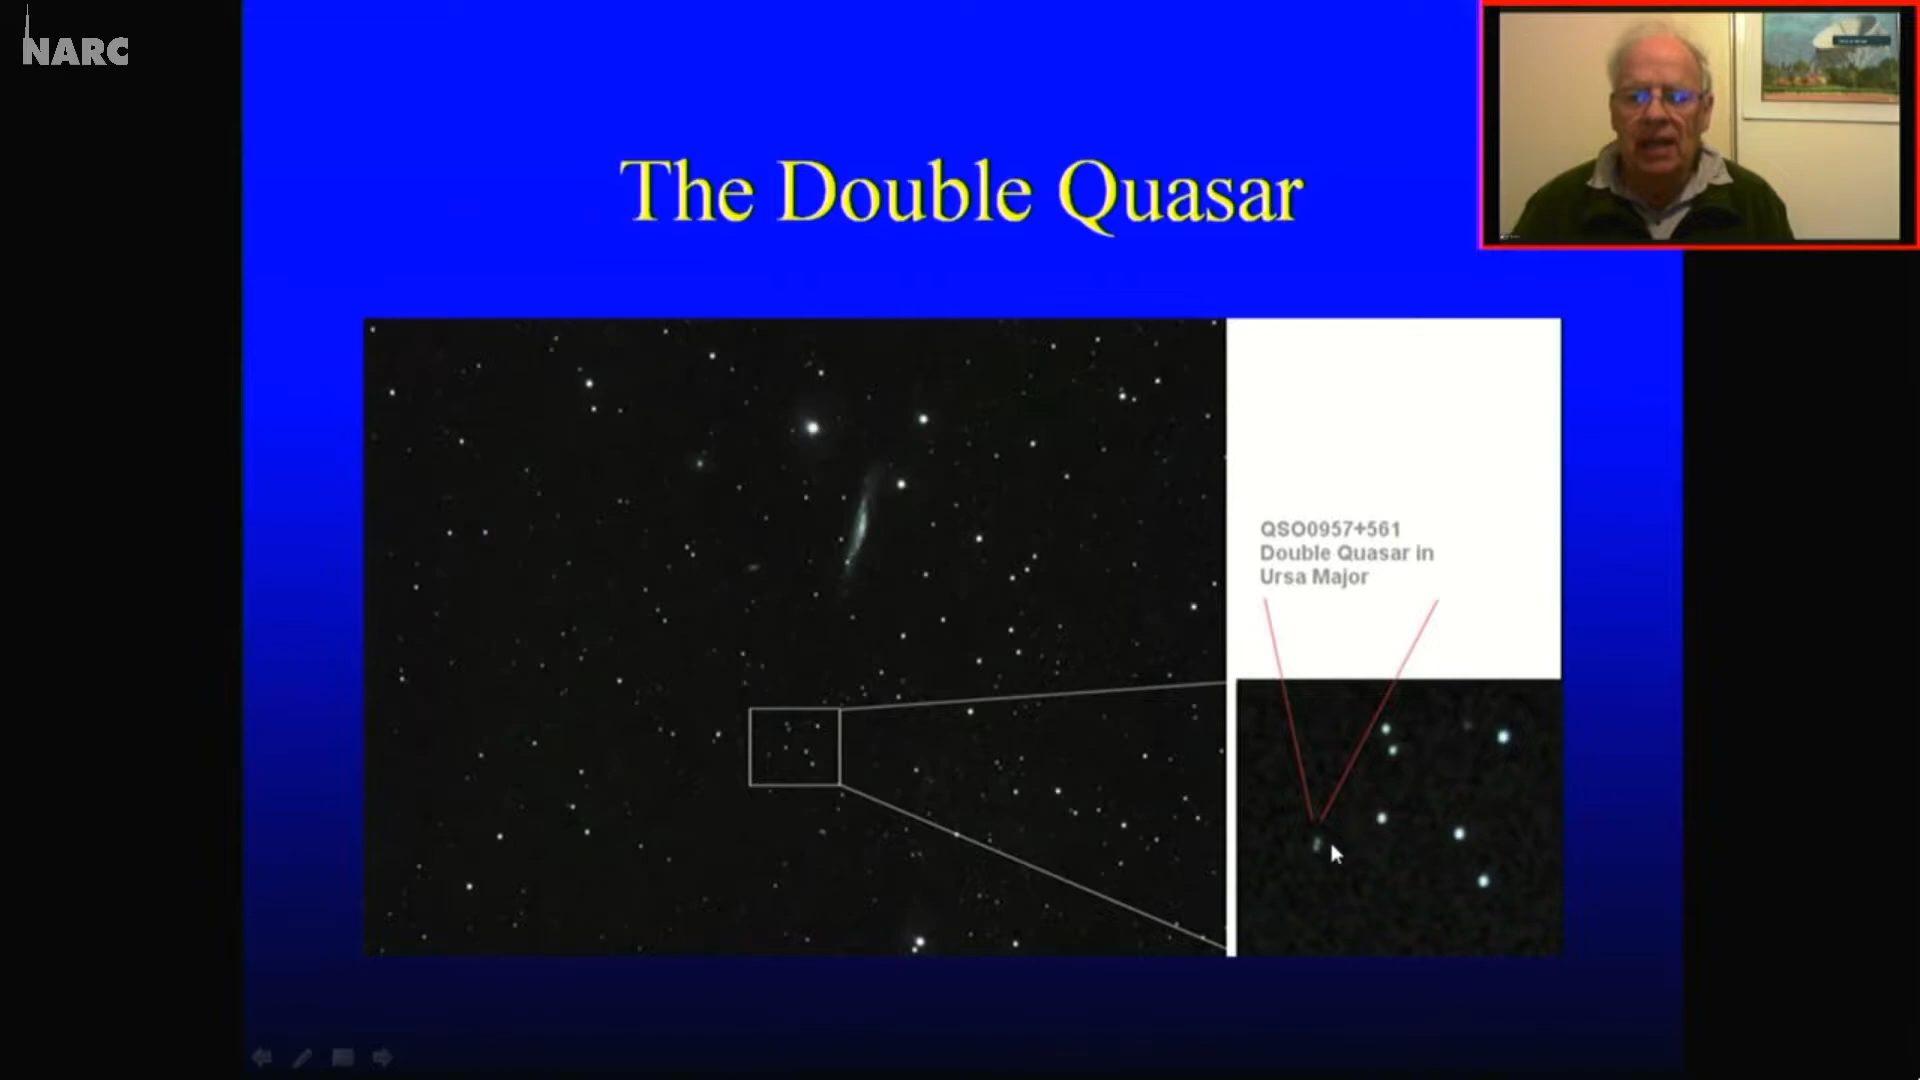 NARC
The Double Quasar
QSO0957+561
Double Quasar in
Ursa Major